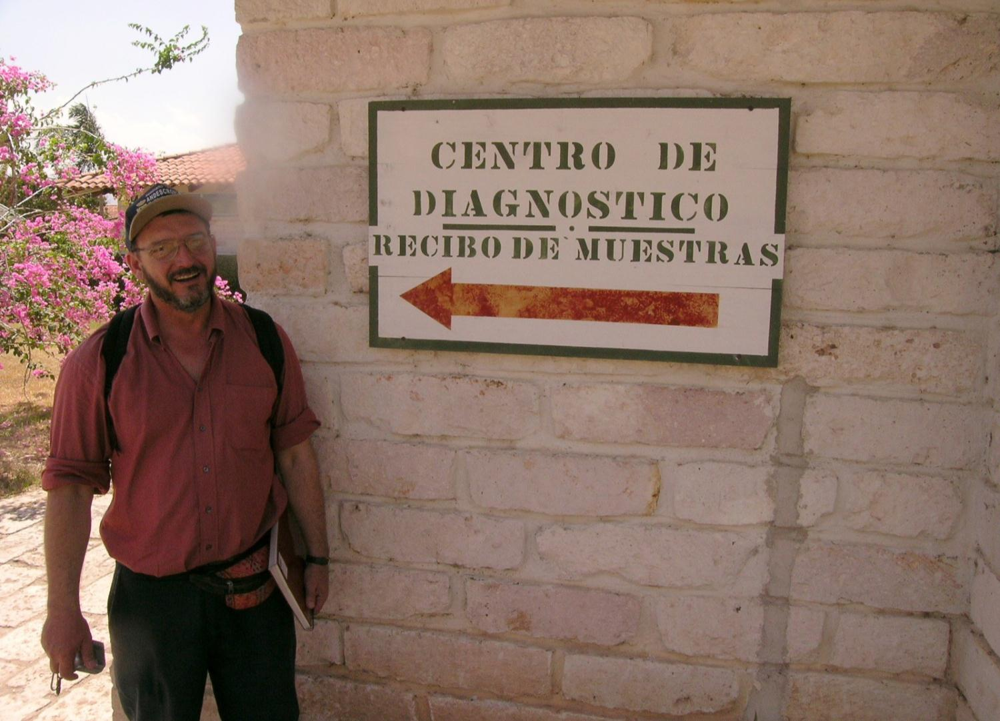 CENTRO DE
DIAGNOSTICO
RECIBO DE MUESTRAS